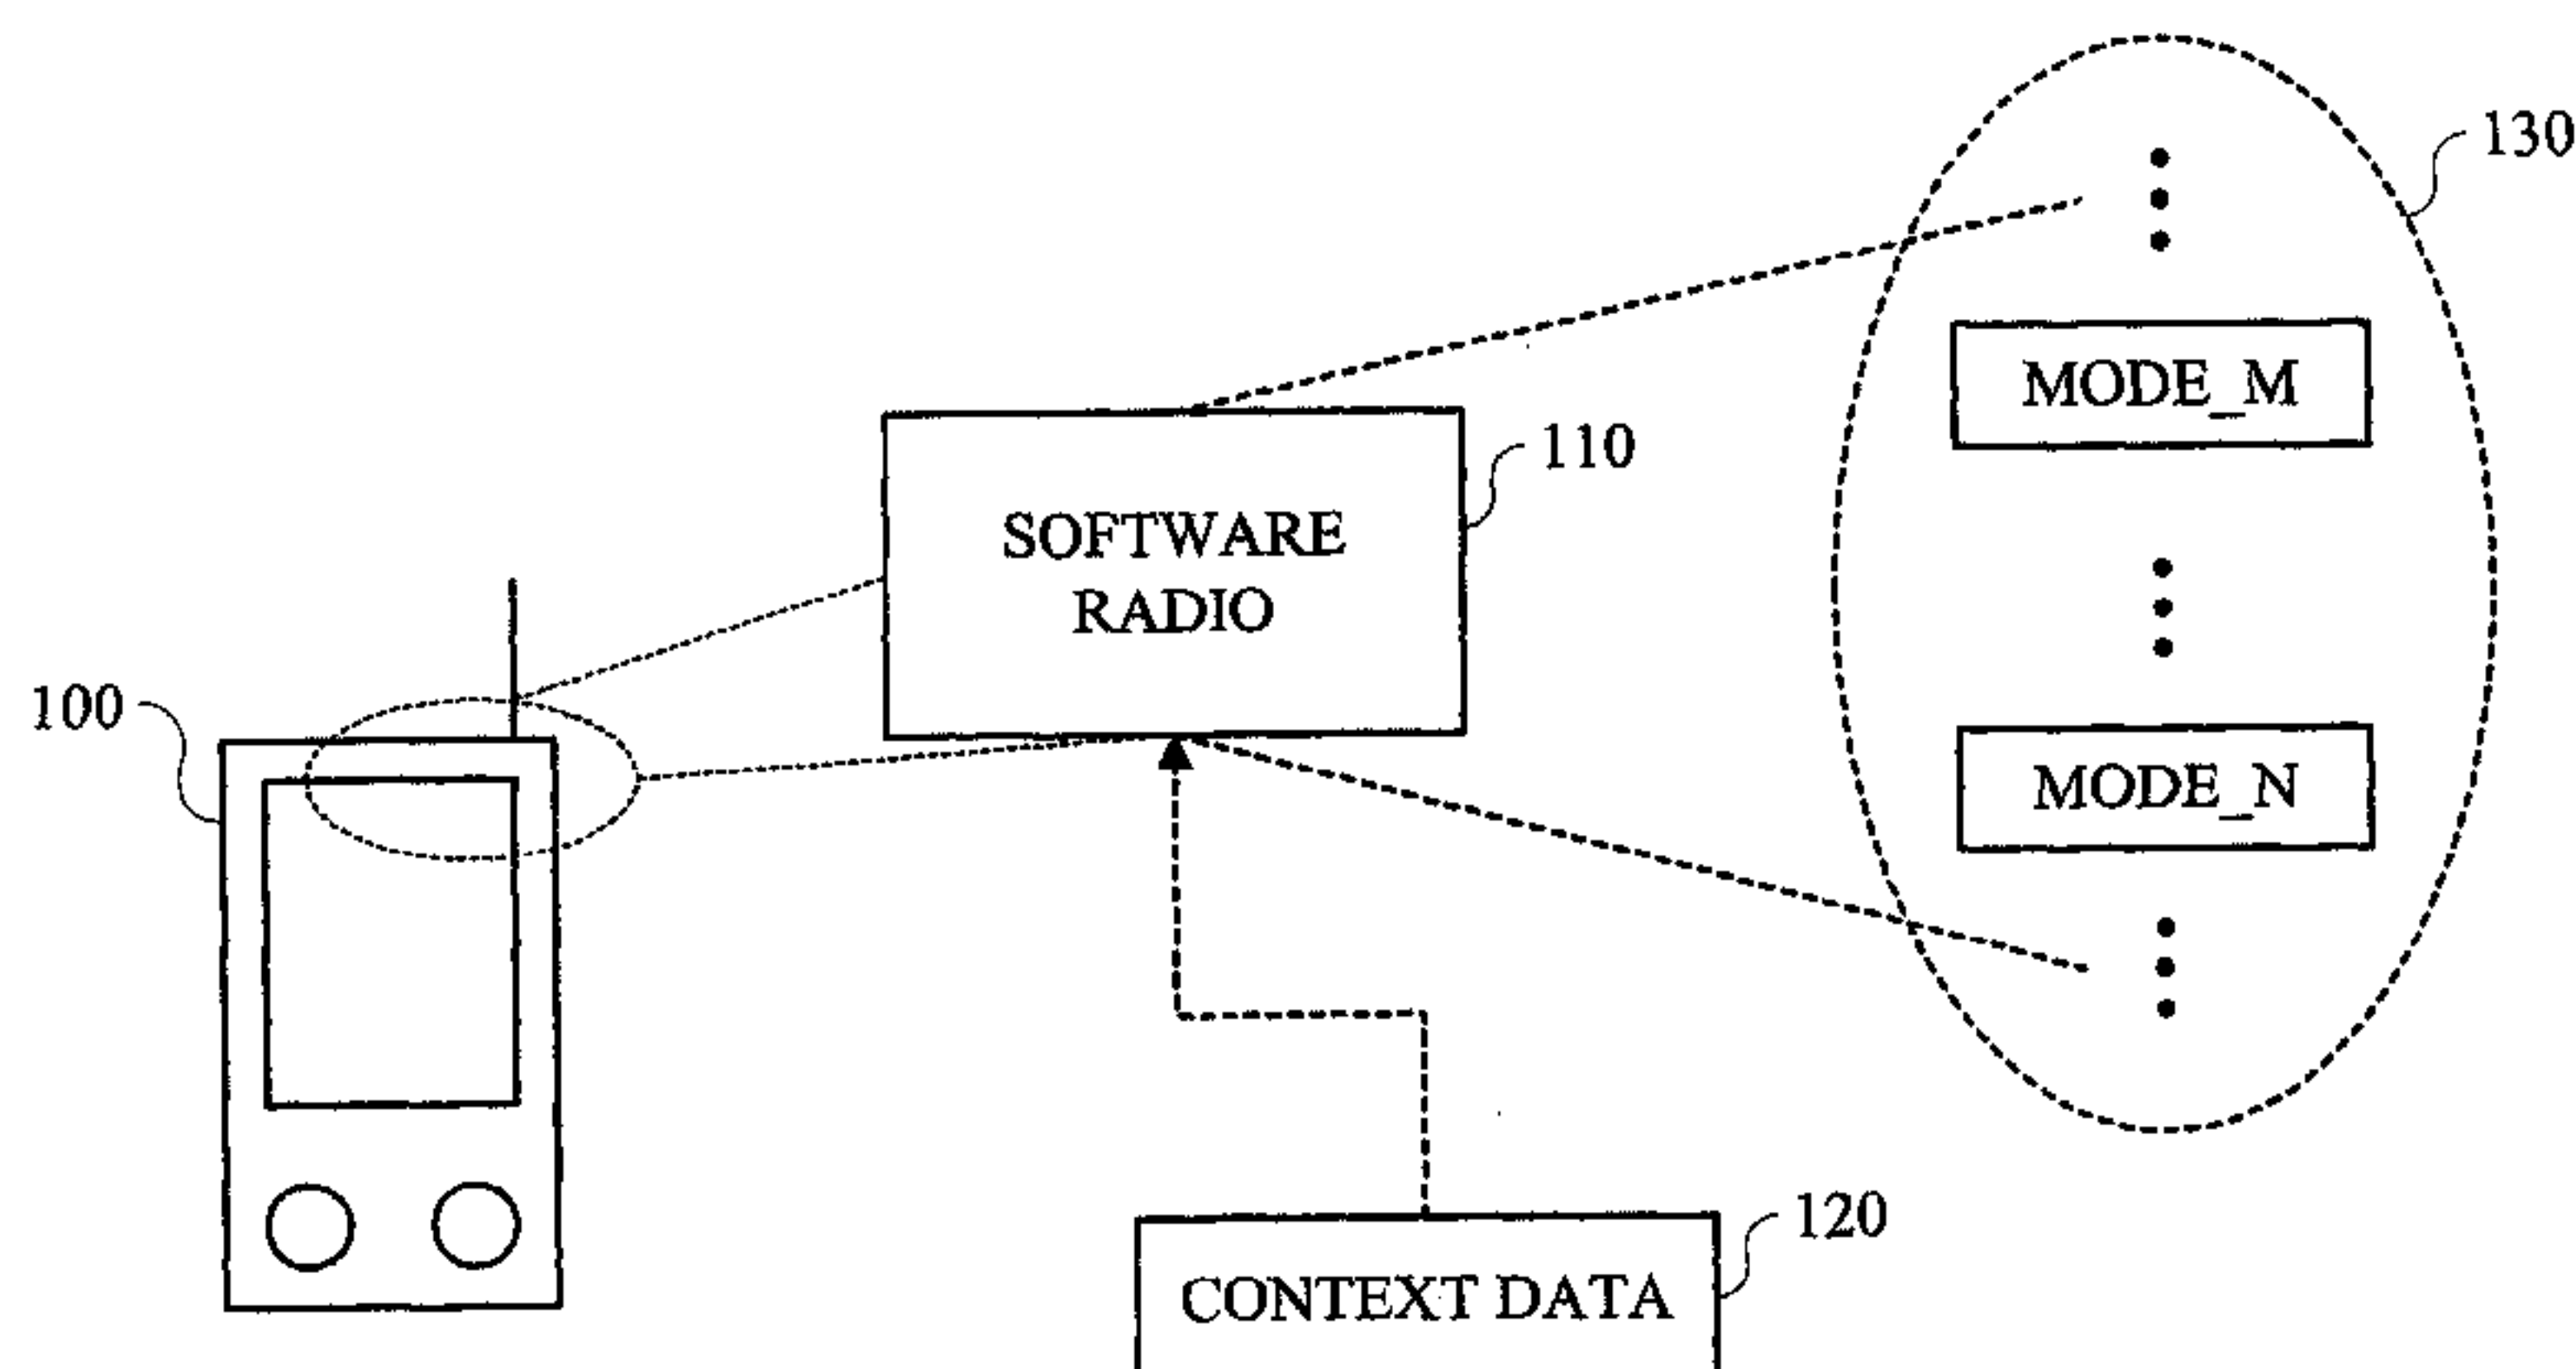 130
MODE_M
110
SOFTWARE
RADIO
100
MODE_N
120
CONTEXT DATA